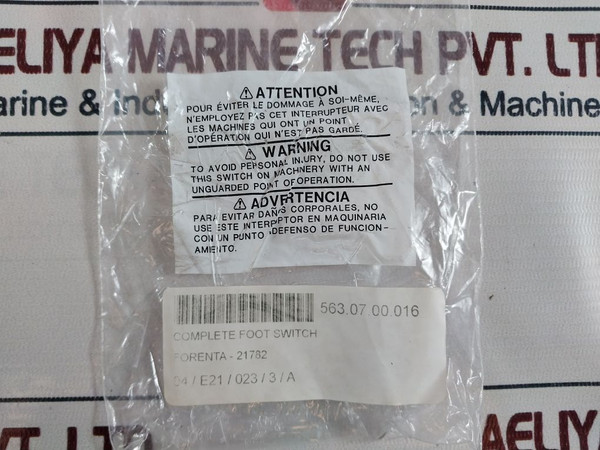 AELIYA MARINE TECH PVT. LTD
Marine & Ind & Machine
⚠ ATTENTION
POUR ÉVITER LE DOMMAGE À SOI-MÊME,
N'EMPLOYEZ PAS CET INTERRUPTEUR AVEC
LES MACHINES QUI ONT UN POINT
D'OPÉRATION QUI N'EST PAS GARDÉ.
⚠ WARNING
TO AVOID PERSONAL INJURY, DO NOT USE
THIS SWITCH ON MACHINERY WITH AN
UNGUARDED POINT OF OPERATION.
⚠ ADVERTENCIA
PARA EVITAR DAÑOS CORPORALES, NO
USE ESTE INTERRUPTOR EN MAQUINARIA
CON UN PUNTO DEFENSO DE FUNCION-
AMIENTO.
563.07.00.016
COMPLETE FOOT SWITCH
FORENTA - 21782
04 / E21 / 023 / 3 / A
PVT. LTD
AELIYA